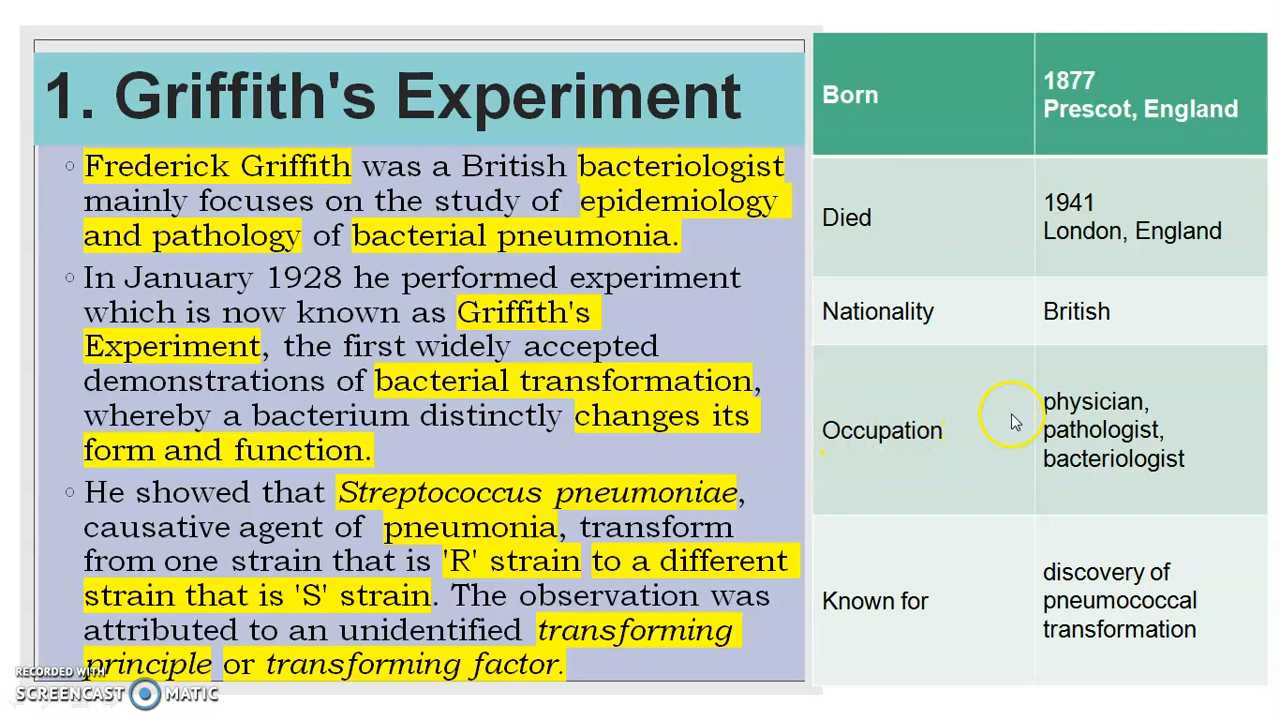 1. Griffith's Experiment
Frederick Griffith was a British bacteriologist
mainly focuses on the study of epidemiology
and pathology of bacterial pneumonia.
In January 1928 he performed experiment
which is now known as Griffith's
Experiment, the first widely accepted
demonstrations of bacterial transformation,
whereby a bacterium distinctly changes its
form and function.
He showed that Streptococcus pneumoniae,
causative agent of pneumonia, transform
from one strain that is 'R' strain to a different
strain that is 'S' strain. The observation was
attributed to an unidentified transforming
principle or transforming factor.
Born
1877
Prescot, England
Died
1941
London, England
Nationality
British
Occupation
physician,
pathologist,
bacteriologist
Known for
discovery of
pneumococcal
transformation
RECORDED WITH
SCREENCAST MATIC